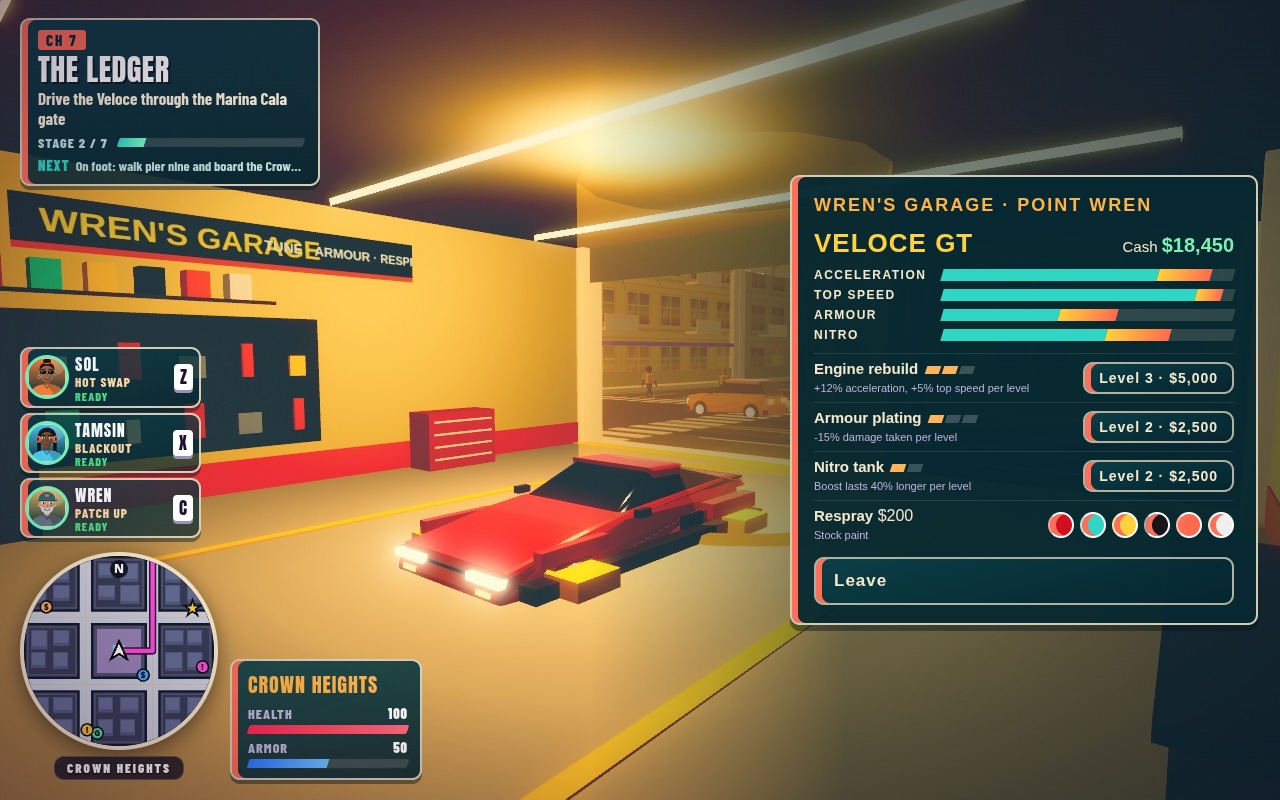 CH 7
THE LEDGER
Drive the Veloce through the Marina Cala
gate
STAGE 2 / 7
NEXT On foot: walk pier nine and board the Crow...
WREN'S GARAGE
TUNE · ARMOUR · RESP
SOL
HOT SWAP
READY
Z
TAMSIN
BLACKOUT
READY
X
WREN
PATCH UP
READY
C
N
CROWN HEIGHTS
CROWN HEIGHTS
HEALTH 100
ARMOR 50
WREN'S GARAGE · POINT WREN
VELOCE GT
Cash $18,450
ACCELERATION
TOP SPEED
ARMOUR
NITRO
Engine rebuild
+12% acceleration, +5% top speed per level
Level 3 · $5,000
Armour plating
-15% damage taken per level
Level 2 · $2,500
Nitro tank
Boost lasts 40% longer per level
Level 2 · $2,500
Respray $200
Stock paint
Leave